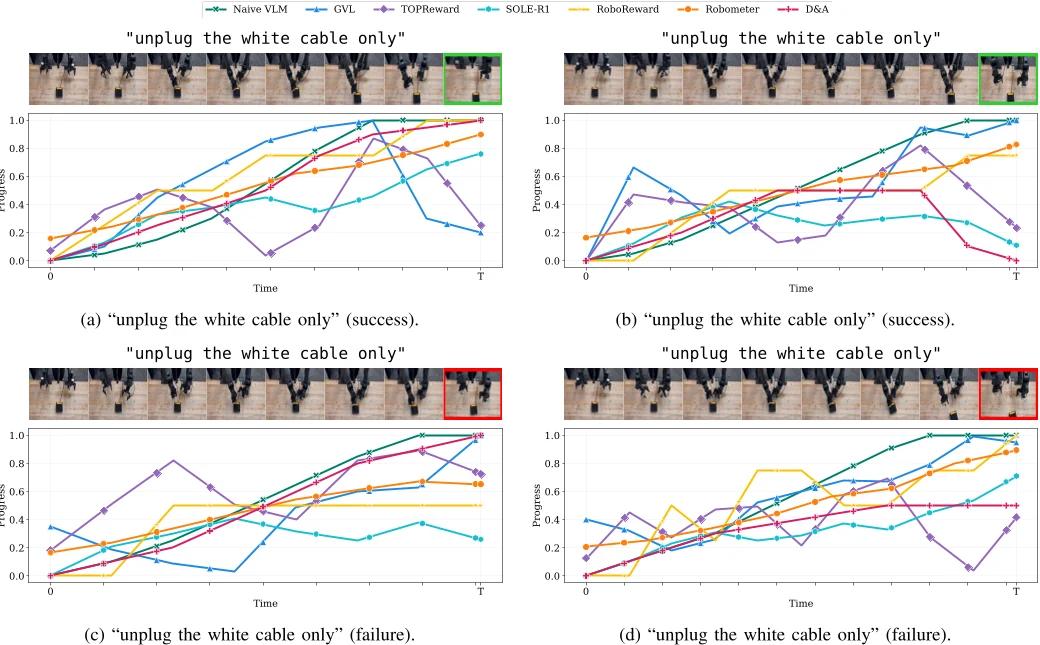 Naive VLM GVL TOPReward SOLE-R1 RoboReward Robometer D&A
"unplug the white cable only"
1.0
0.8
0.6
0.4
0.2
0.0
Progress
0 T
Time
(a) “unplug the white cable only” (success).
"unplug the white cable only"
1.0
0.8
0.6
0.4
0.2
0.0
Progress
0 T
Time
(b) “unplug the white cable only” (success).
"unplug the white cable only"
1.0
0.8
0.6
0.4
0.2
0.0
Progress
0 T
Time
(c) “unplug the white cable only” (failure).
"unplug the white cable only"
1.0
0.8
0.6
0.4
0.2
0.0
Progress
0 T
Time
(d) “unplug the white cable only” (failure).